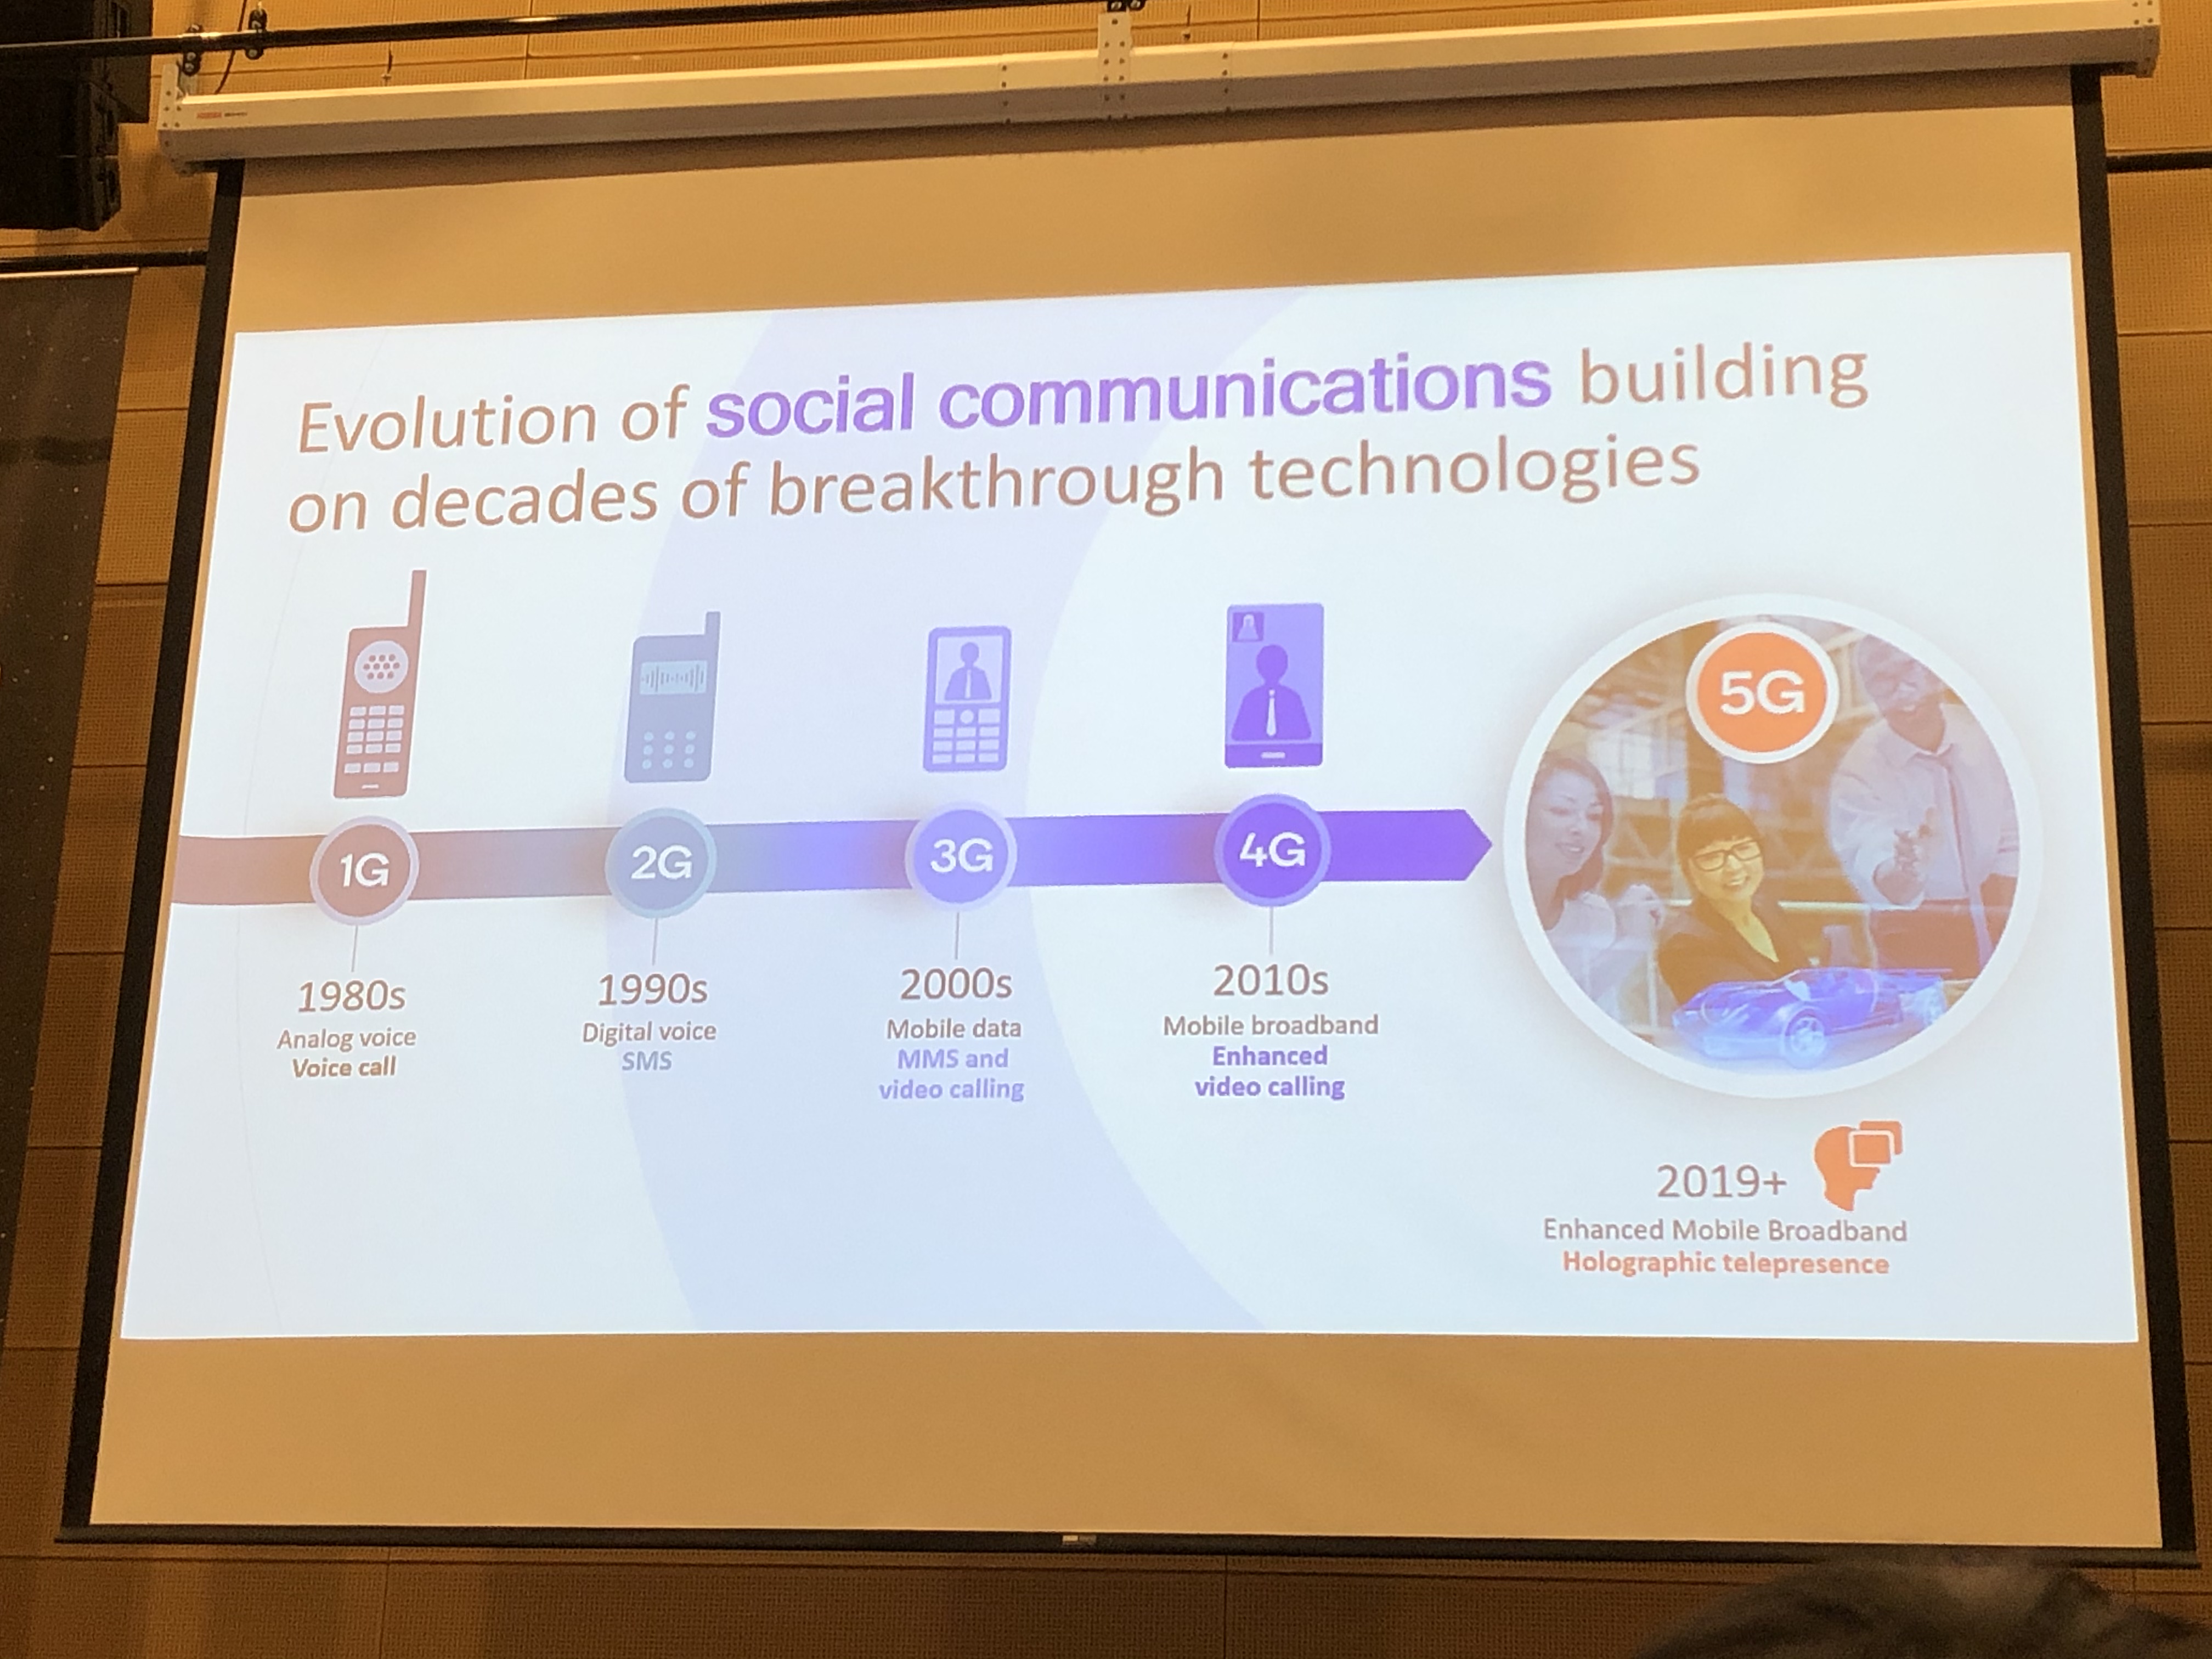 Evolution of social communications building
on decades of breakthrough technologies
5G
1G
2G
3G
4G
1980s
Analog voice
Voice call
1990s
Digital voice
SMS
2000s
Mobile data
MMS and
video calling
2010s
Mobile broadband
Enhanced
video calling
2019+
Enhanced Mobile Broadband
Holographic telepresence